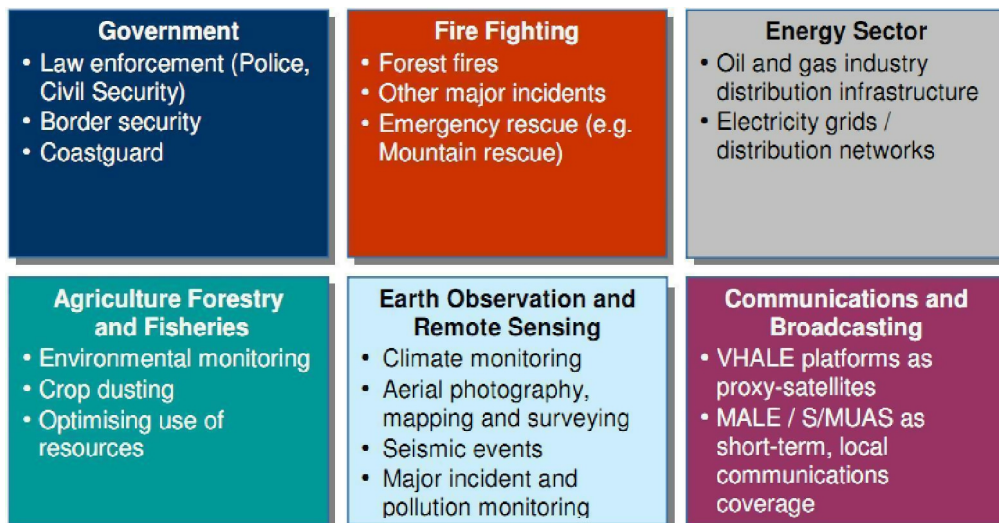 Government
• Law enforcement (Police,
Civil Security)
• Border security
• Coastguard
Fire Fighting
• Forest fires
• Other major incidents
• Emergency rescue (e.g.
Mountain rescue)
Energy Sector
• Oil and gas industry
distribution infrastructure
• Electricity grids /
distribution networks
Agriculture Forestry
and Fisheries
• Environmental monitoring
• Crop dusting
• Optimising use of
resources
Earth Observation and
Remote Sensing
• Climate monitoring
• Aerial photography,
mapping and surveying
• Seismic events
• Major incident and
pollution monitoring
Communications and
Broadcasting
• VHALE platforms as
proxy-satellites
• MALE / S/MUAS as
short-term, local
communications
coverage